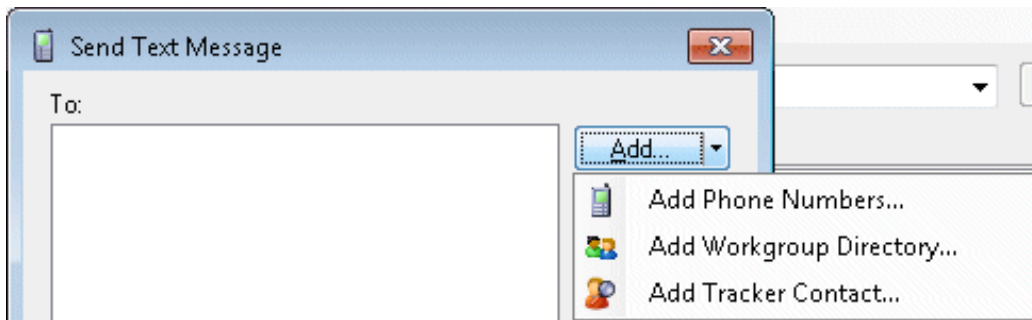 Send Text Message
To:
Add...
Add Phone Numbers...
Add Workgroup Directory...
Add Tracker Contact...